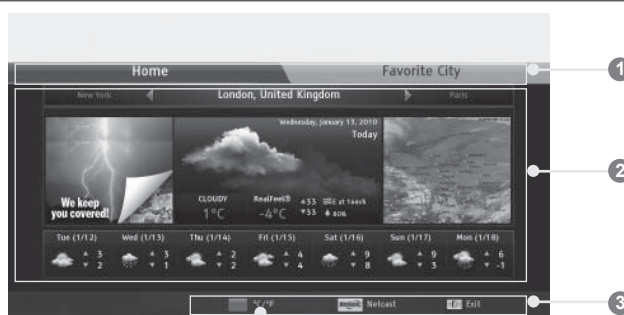 Home Favorite City 1
New York London, United Kingdom Paris
Wednesday, January 13, 2010
Today
We keep
you covered!
CLOUDY RealFeel® ▲33
1°C -4°C ▼33 80%
2
Tue (1/12) Wed (1/13) Thu (1/14) Fri (1/15) Sat (1/16) Sun (1/17) Mon (1/18)
▲ 3 ▲ 3 ▲ 2 ▲ 4 ▲ 9 ▲ 9 ▲ 6
▼ 2 ▼ 1 ▼ 2 ▼ 4 ▼ 8 ▼ 3 ▼ -1
°C/°F Netcast Exit 3